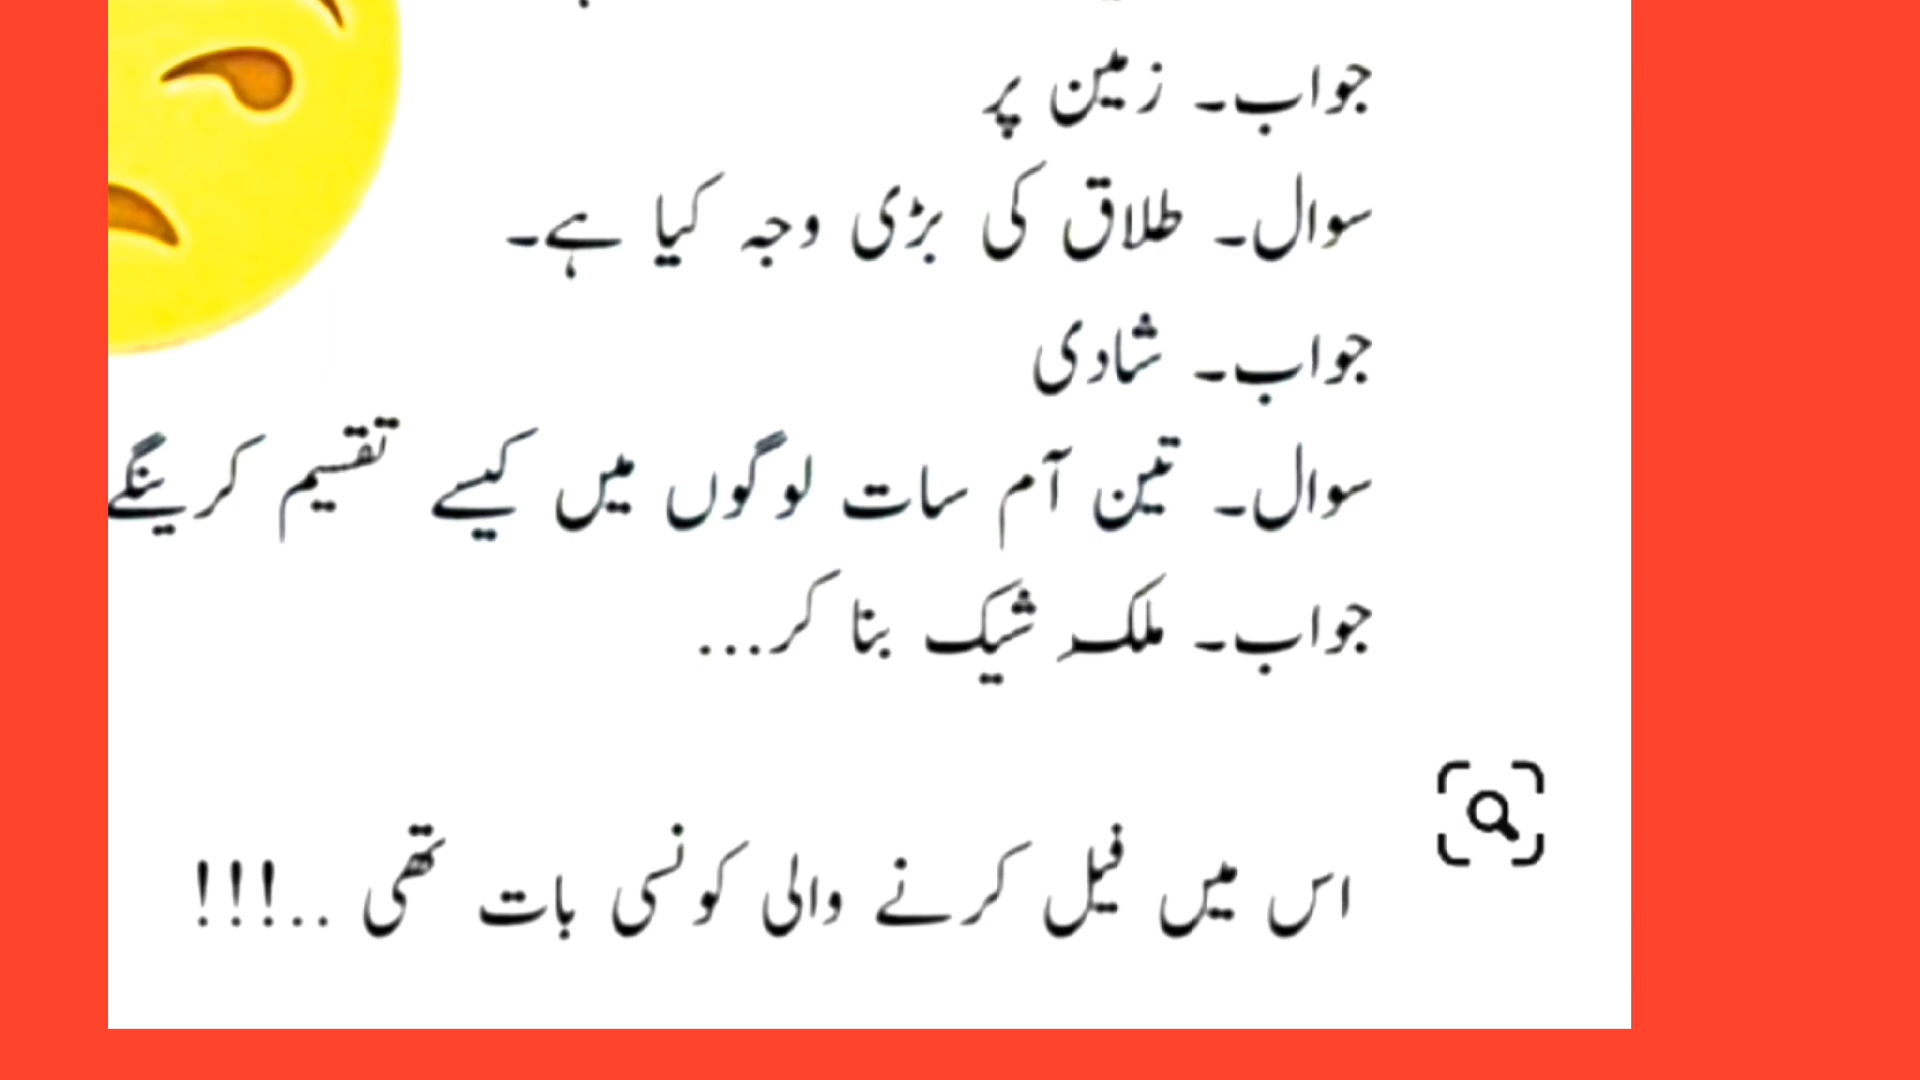 جواب۔ زمین پر
سوال۔ طلاق کی بڑی وجہ کیا ہے۔
جواب۔ شادی
سوال۔ تین آم سات لوگوں میں کیسے تقسیم کرینگے
جواب۔ ملک شیک بنا کر...
اس میں فیل کرنے والی کونسی بات تھی ..!!!